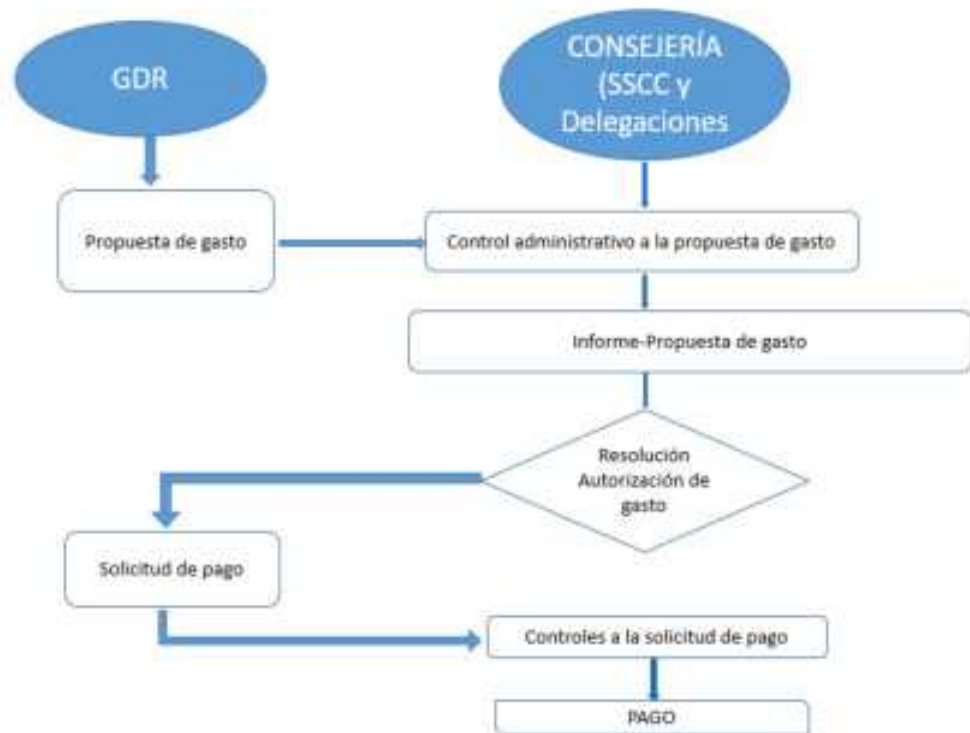 GDR
CONSEJERÍA
(SSCC y
Delegaciones
Propuesta de gasto
Control administrativo a la propuesta de gasto
Informe-Propuesta de gasto
Resolución
Autorización de
gasto
Solicitud de pago
Controles a la solicitud de pago
PAGO